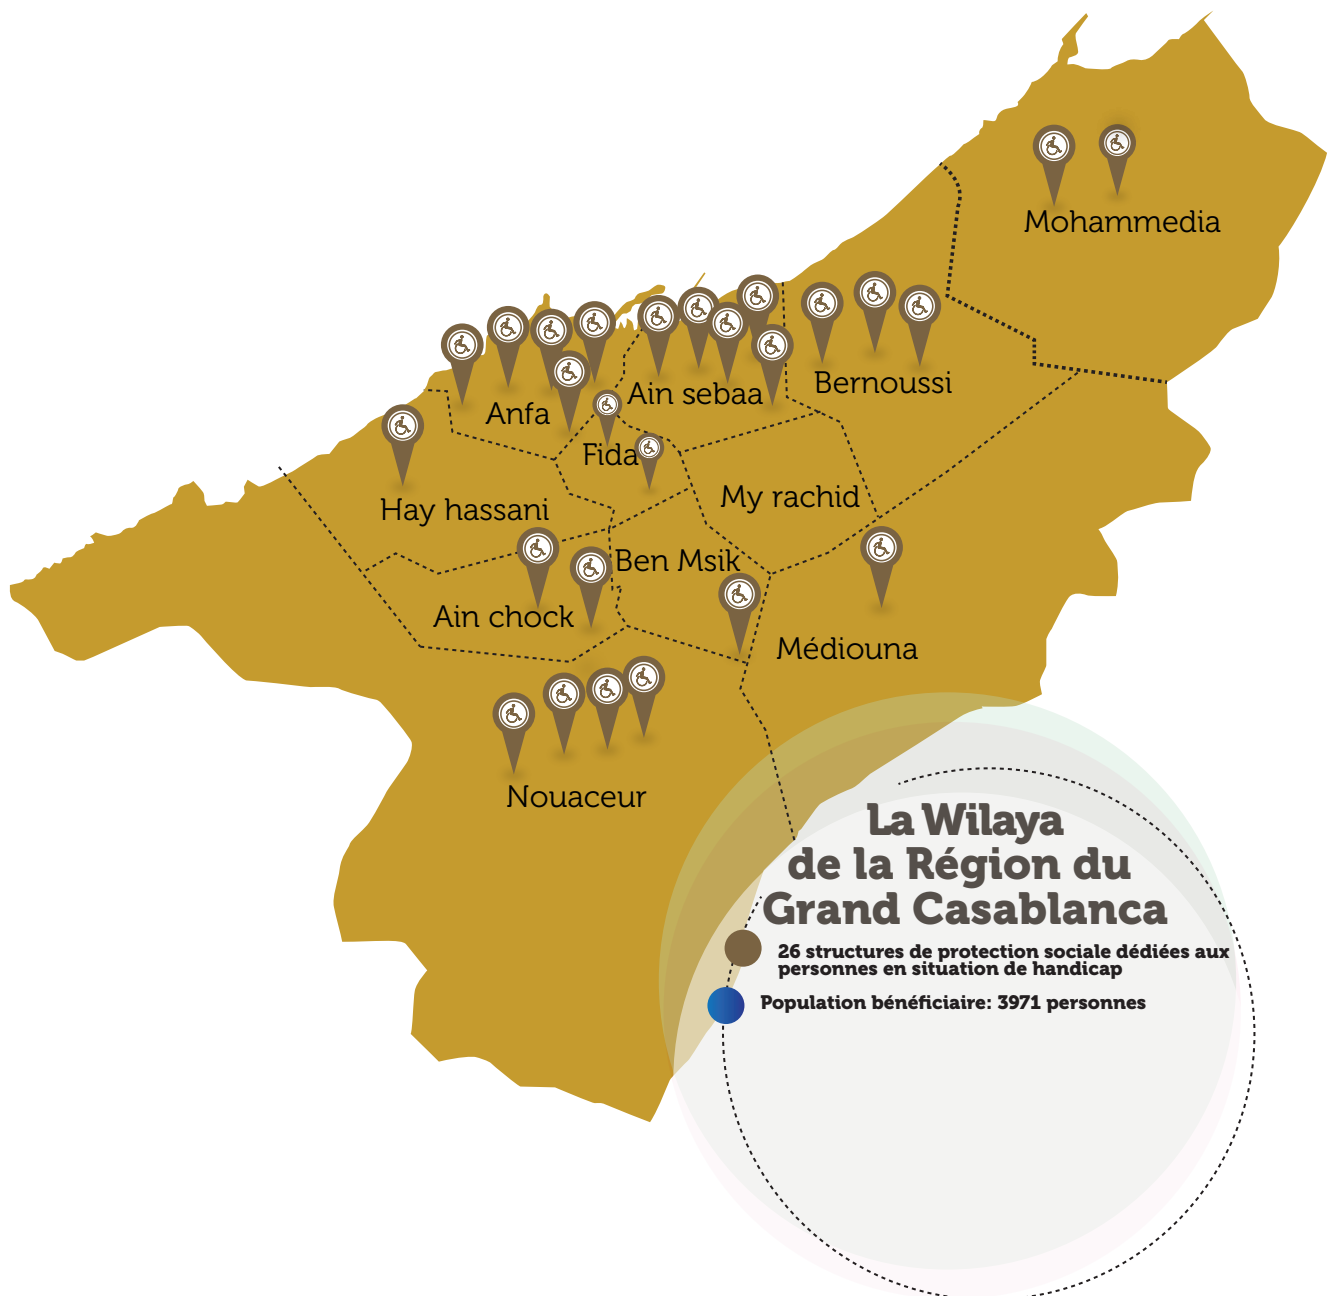 Mohammedia
Bernoussi
Ain sebaa
Anfa
Fida
My rachid
Hay hassani
Ben Msik
Ain chock
Médiouna
Nouaceur
La Wilaya
de la Région du
Grand Casablanca
26 structures de protection sociale dédiées aux
personnes en situation de handicap
Population bénéficiaire: 3971 personnes